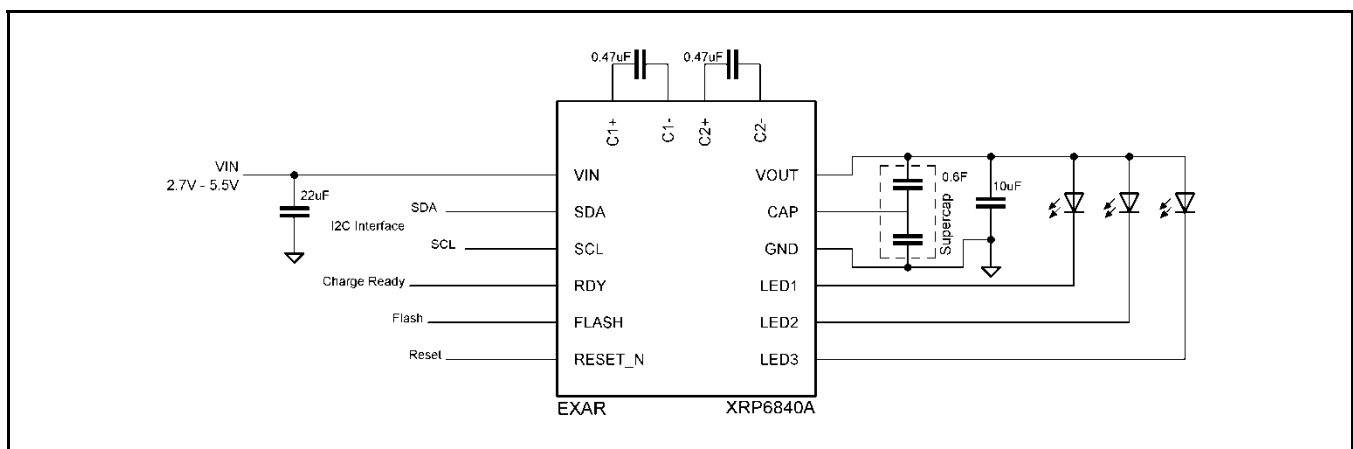 0.47uF
0.47uF
C1+
C1-
C2+
C2-
VIN
2.7V - 5.5V
22uF
SDA
I2C Interface
SCL
Charge Ready
Flash
Reset
VIN
SDA
SCL
RDY
FLASH
RESET_N
VOUT
CAP
GND
LED1
LED2
LED3
0.6F
Supercap
10uF
EXAR
XRP6840A